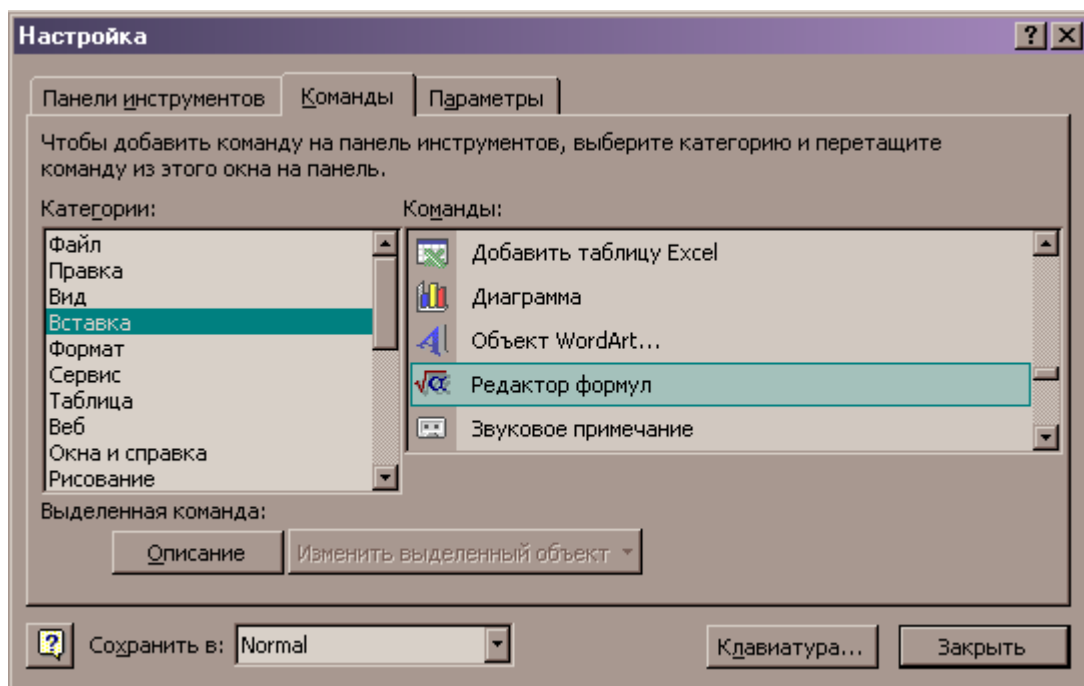 Настройка
Панели инструментов
Команды
Параметры
Чтобы добавить команду на панель инструментов, выберите категорию и перетащите
команду из этого окна на панель.
Категории:
Файл
Правка
Вид
Вставка
Формат
Сервис
Таблица
Веб
Окна и справка
Рисование
Команды:
Добавить таблицу Excel
Диаграмма
Объект WordArt...
Редактор формул
Звуковое примечание
Выделенная команда:
Описание
Изменить выделенный объект
Сохранить в:
Normal
Клавиатура...
Закрыть